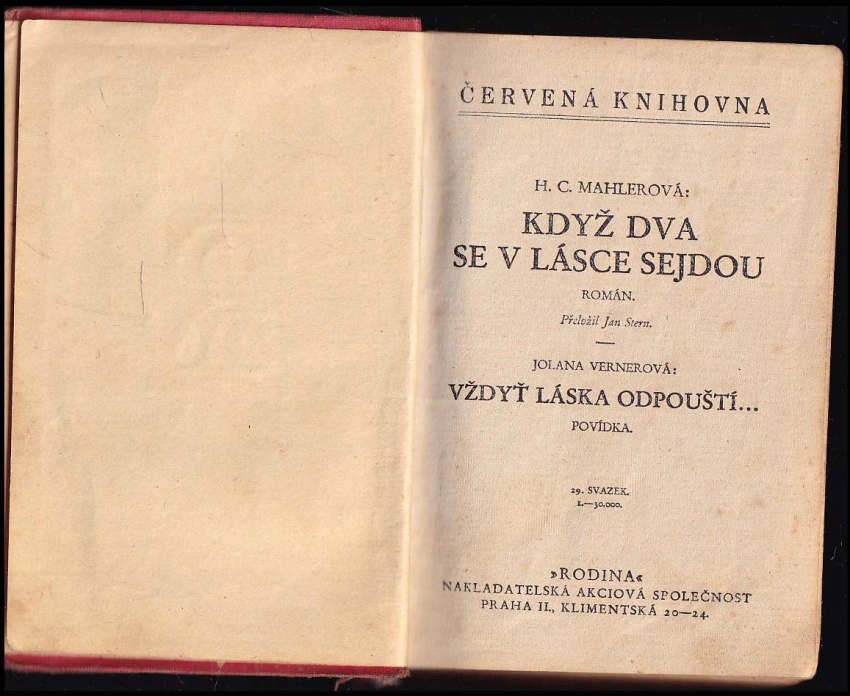 ČERVENÁ KNIHOVNA
H. C. MAHLEROVÁ:
KDYŽ DVA
SE V LÁSCE SEJDOU
ROMÁN.
Přeložil Jan Stern.
JOLANA VERNEROVÁ:
VŽDYŤ LÁSKA ODPOUŠTÍ...
POVÍDKA.
29. SVAZEK.
1.—30.000.
»RODINA«
NAKLADATELSKÁ AKCIOVÁ SPOLEČNOST
PRAHA II., KLIMENTSKÁ 20—24.